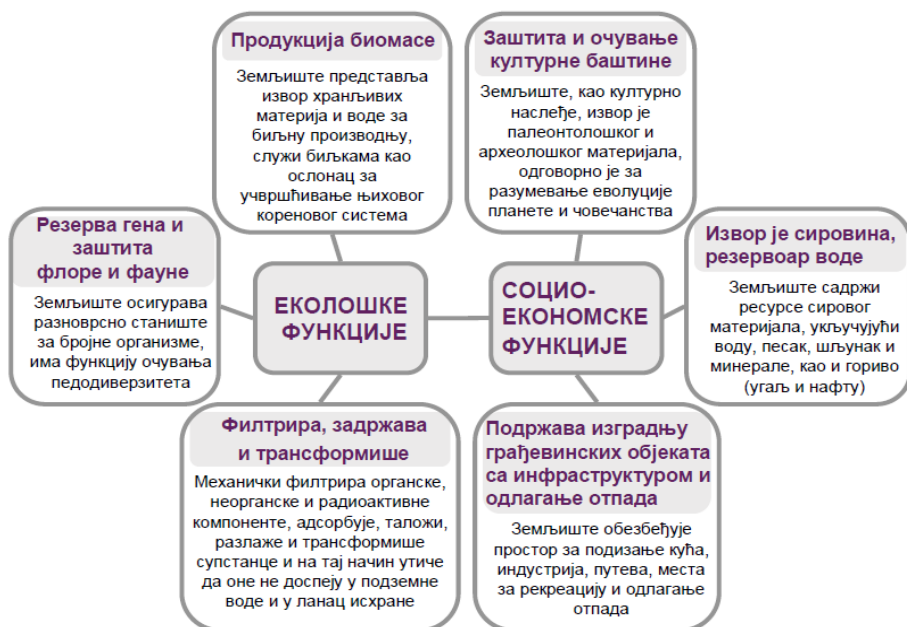 Продукција биомасе
Земљиште представља
извор хранљивих
материја и воде за
биљну производњу,
служи биљкама као
ослонац за
учвршћивање њиховог
кореновог система
Заштита и очување
културне баштине
Земљиште, као културно
наслеђе, извор је
палеонтолошког и
археолошког материјала,
одговорно је за
разумевање еволуције
планете и човечанства
Резерва гена и
заштита
флоре и фауне
Земљиште осигурава
разноврсно станиште
за бројне организме,
има функцију очувања
педодиверзитета
ЕКОЛОШКЕ
ФУНКЦИЈЕ
СОЦИО-
ЕКОНОМСКЕ
ФУНКЦИЈЕ
Извор је сировина,
резервоар воде
Земљиште садржи
ресурсе сировог
материјала, укључујући
воду, песак, шљунак и
минерале, као и гориво
(угаљ и нафту)
Филтрира, задржава
и трансформише
Механички филтрира органске,
неорганске и радиоактивне
компоненте, адсорбује, таложи,
разлаже и трансформише
супстанце и на тај начин утиче
да оне не доспеју у подземне
воде и у ланац исхране
Подржава изградњу
грађевинских објеката
са инфраструктуром и
одлагање отпада
Земљиште обезбеђује
простор за подизање кућа,
индустрија, путева, места
за рекреацију и одлагање
отпада